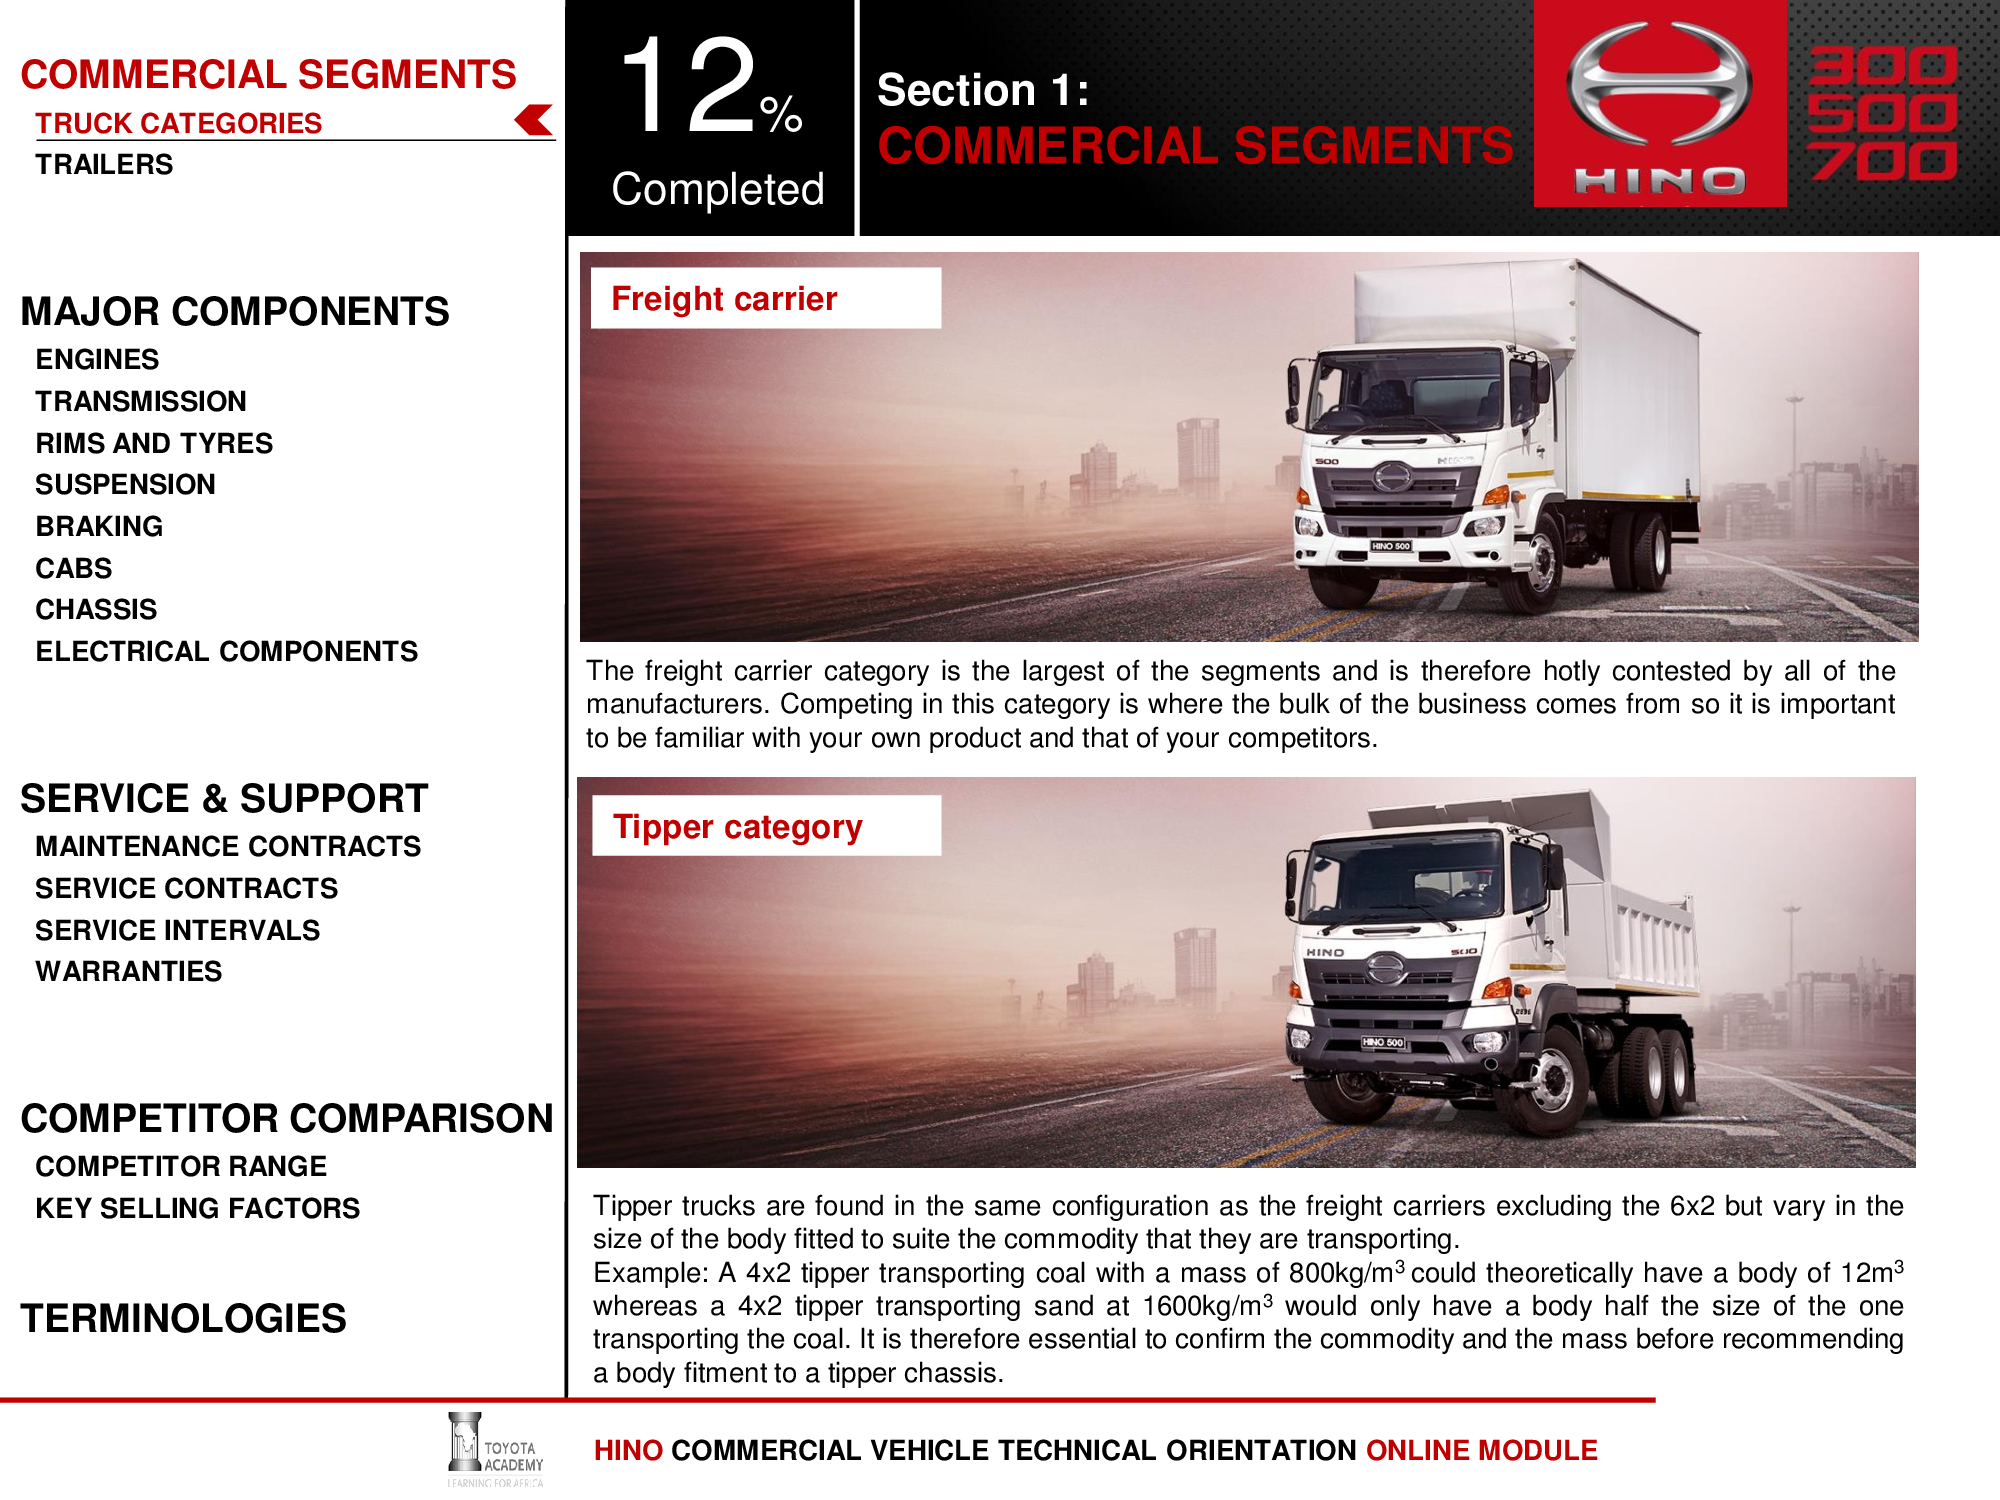 COMMERCIAL SEGMENTS
TRUCK CATEGORIES
TRAILERS
MAJOR COMPONENTS
ENGINES
TRANSMISSION
RIMS AND TYRES
SUSPENSION
BRAKING
CABS
CHASSIS
ELECTRICAL COMPONENTS
SERVICE & SUPPORT
MAINTENANCE CONTRACTS
SERVICE CONTRACTS
SERVICE INTERVALS
WARRANTIES
COMPETITOR COMPARISON
COMPETITOR RANGE
KEY SELLING FACTORS
TERMINOLOGIES
12%
Completed
Section 1:
COMMERCIAL SEGMENTS
HINO
300
500
700
Freight carrier
500 HINO
HINO 500
The freight carrier category is the largest of the segments and is therefore hotly contested by all of the
manufacturers. Competing in this category is where the bulk of the business comes from so it is important
to be familiar with your own product and that of your competitors.
Tipper category
HINO 500
2836
HINO 500
Tipper trucks are found in the same configuration as the freight carriers excluding the 6x2 but vary in the
size of the body fitted to suite the commodity that they are transporting.
Example: A 4x2 tipper transporting coal with a mass of 800kg/m³ could theoretically have a body of 12m³
whereas a 4x2 tipper transporting sand at 1600kg/m³ would only have a body half the size of the one
transporting the coal. It is therefore essential to confirm the commodity and the mass before recommending
a body fitment to a tipper chassis.
TOYOTA
ACADEMY
LEARNING FOR AFRICA
HINO COMMERCIAL VEHICLE TECHNICAL ORIENTATION ONLINE MODULE